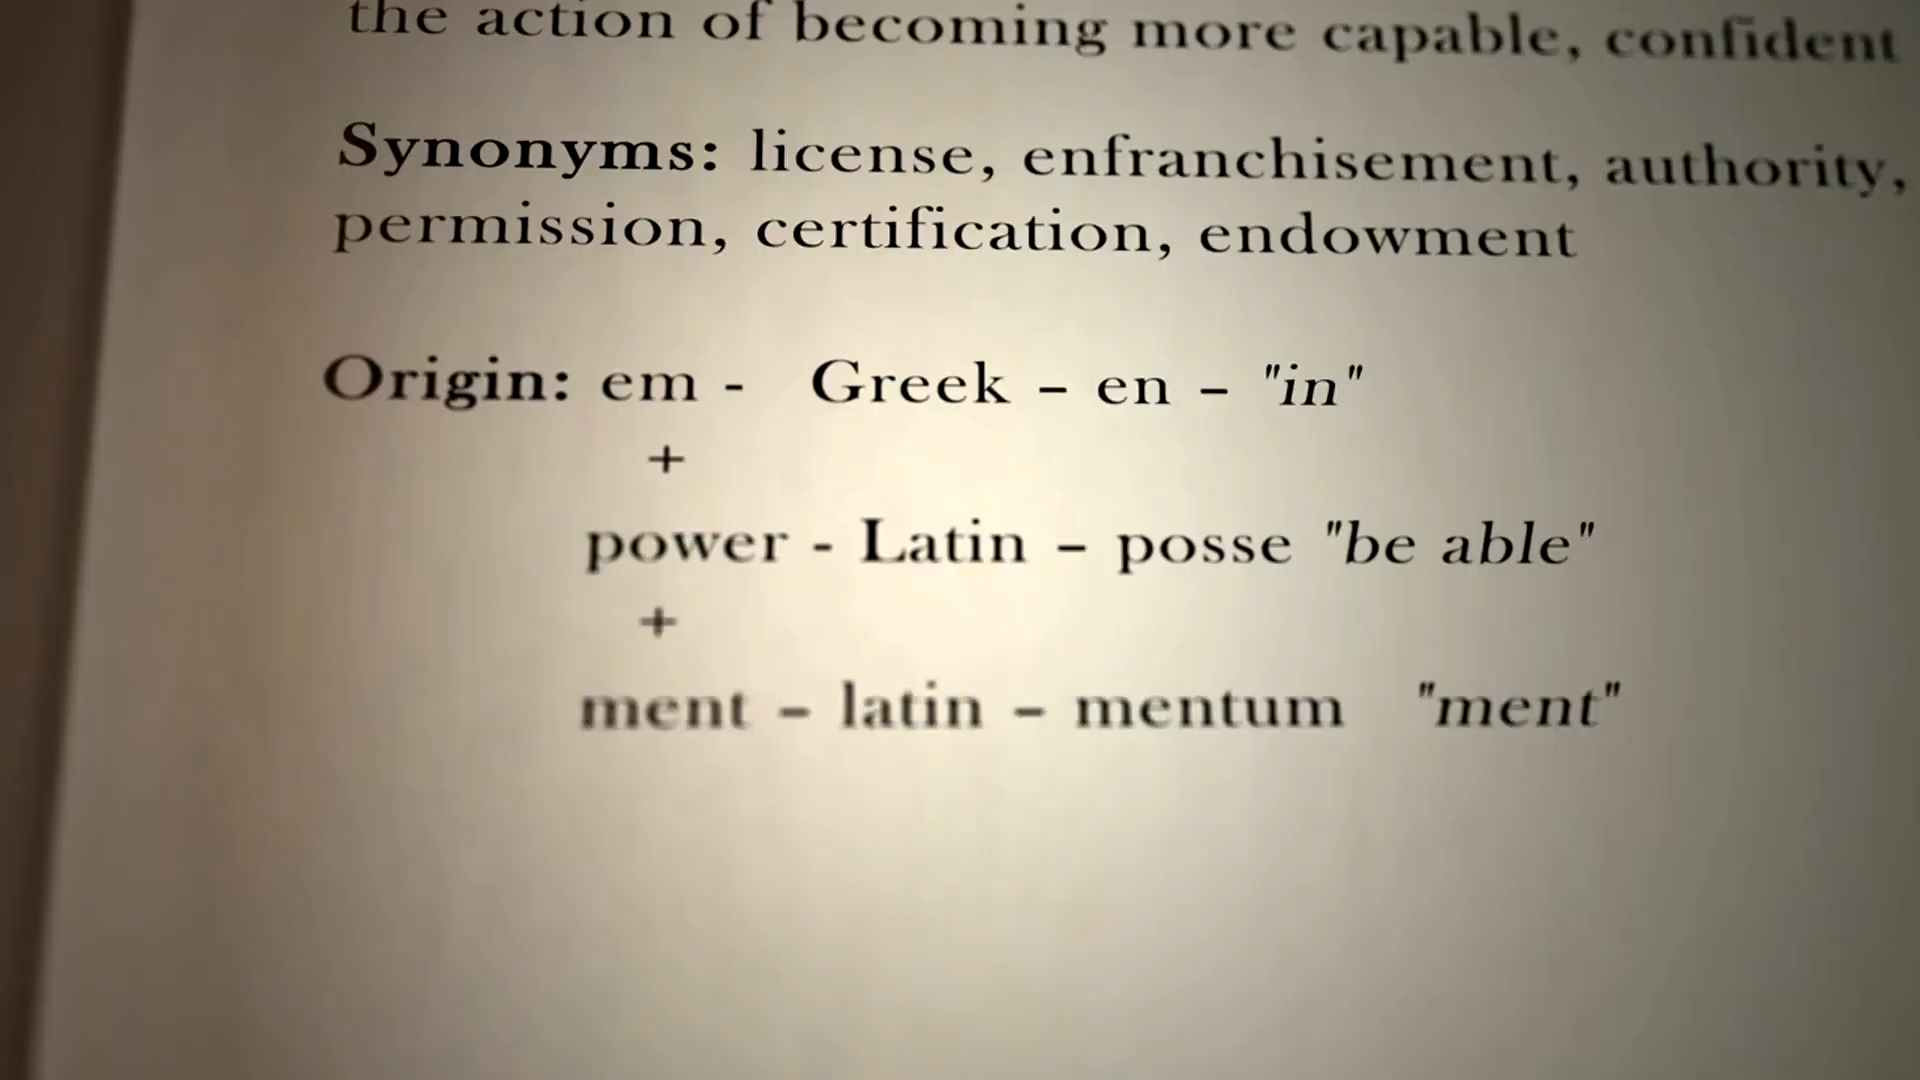 the action of becoming more capable, confident
Synonyms: license, enfranchisement, authority,
permission, certification, endowment
Origin: em - Greek – en – "in"
+
power - Latin – posse "be able"
+
ment – latin – mentum "ment"